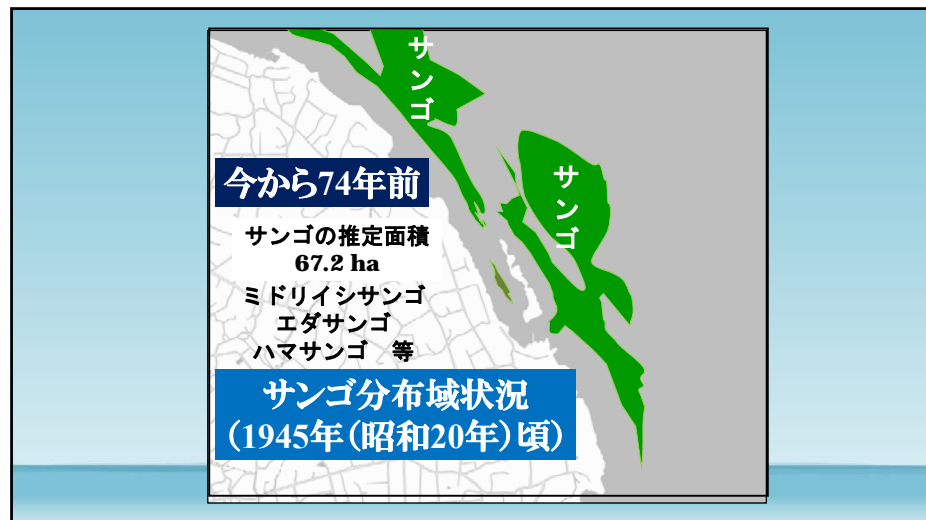 サンゴ
サンゴ
今から74年前
サンゴの推定面積
67.2 ha
ミドリイシサンゴ
エダサンゴ
ハマサンゴ　等
サンゴ分布域状況
（1945年（昭和20年）頃）